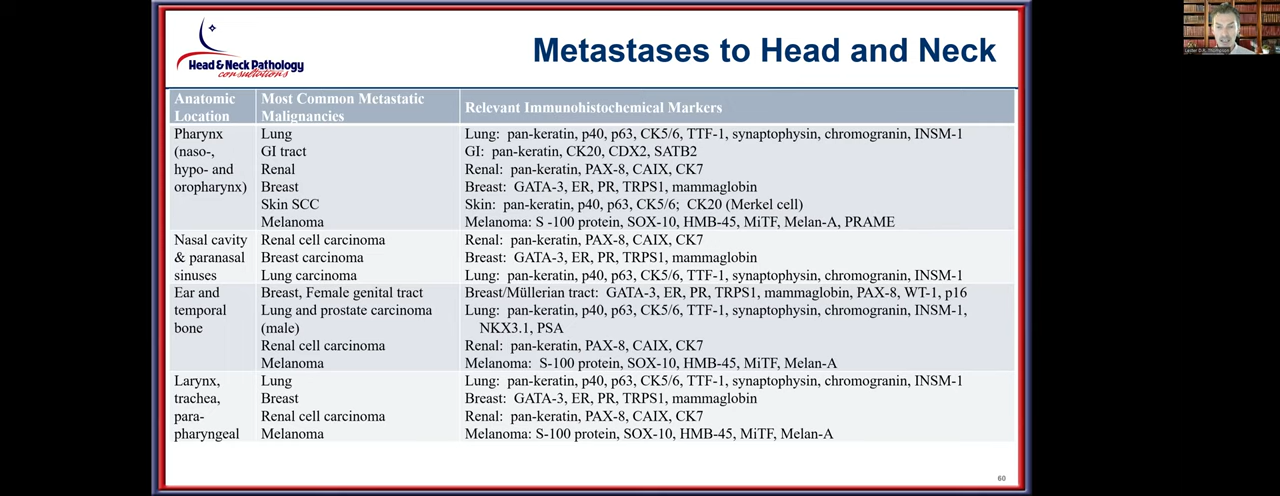 Head & Neck Pathology
consultations
Metastases to Head and Neck
Anatomic Location
Most Common Metastatic Malignancies
Relevant Immunohistochemical Markers
Pharynx (naso-, hypo- and oropharynx)
Lung
Lung: pan-keratin, p40, p63, CK5/6, TTF-1, synaptophysin, chromogranin, INSM-1
GI tract
GI: pan-keratin, CK20, CDX2, SATB2
Renal
Renal: pan-keratin, PAX-8, CAIX, CK7
Breast
Breast: GATA-3, ER, PR, TRPS1, mammaglobin
Skin SCC
Skin: pan-keratin, p40, p63, CK5/6; CK20 (Merkel cell)
Melanoma
Melanoma: S -100 protein, SOX-10, HMB-45, MiTF, Melan-A, PRAME
Nasal cavity & paranasal sinuses
Renal cell carcinoma
Renal: pan-keratin, PAX-8, CAIX, CK7
Breast carcinoma
Breast: GATA-3, ER, PR, TRPS1, mammaglobin
Lung carcinoma
Lung: pan-keratin, p40, p63, CK5/6, TTF-1, synaptophysin, chromogranin, INSM-1
Ear and temporal bone
Breast, Female genital tract
Breast/Müllerian tract: GATA-3, ER, PR, TRPS1, mammaglobin, PAX-8, WT-1, p16
Lung and prostate carcinoma (male)
Lung: pan-keratin, p40, p63, CK5/6, TTF-1, synaptophysin, chromogranin, INSM-1,
NKX3.1, PSA
Renal cell carcinoma
Renal: pan-keratin, PAX-8, CAIX, CK7
Melanoma
Melanoma: S-100 protein, SOX-10, HMB-45, MiTF, Melan-A
Larynx, trachea, para-pharyngeal
Lung
Lung: pan-keratin, p40, p63, CK5/6, TTF-1, synaptophysin, chromogranin, INSM-1
Breast
Breast: GATA-3, ER, PR, TRPS1, mammaglobin
Renal cell carcinoma
Renal: pan-keratin, PAX-8, CAIX, CK7
Melanoma
Melanoma: S-100 protein, SOX-10, HMB-45, MiTF, Melan-A
60